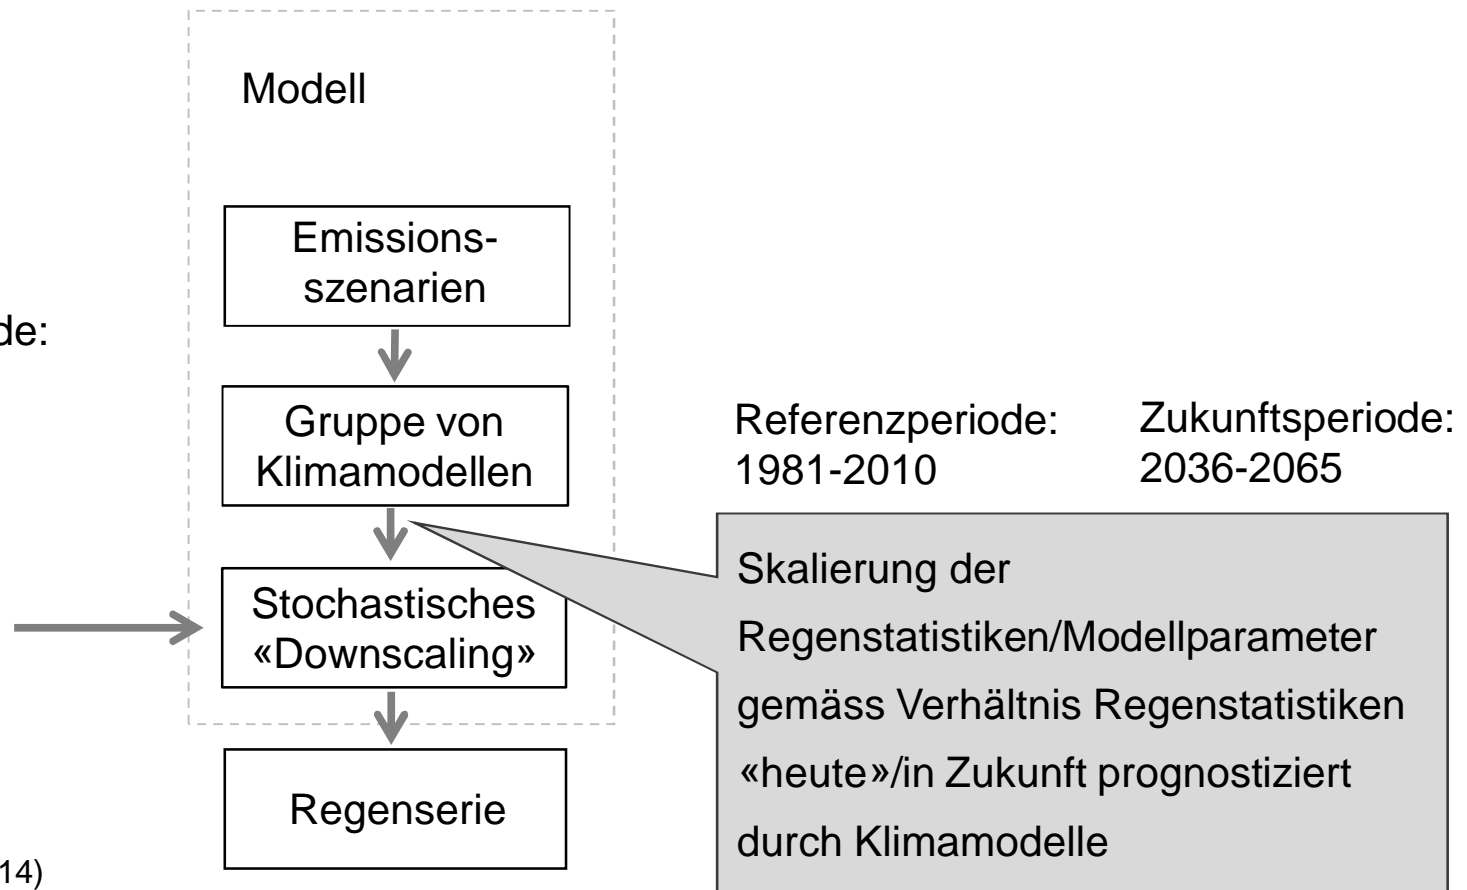 Modell
Emissions-
szenarien
de:
Gruppe von
Klimamodellen
Referenzperiode:
1981-2010
Zukunftsperiode:
2036-2065
Stochastisches
«Downscaling»
Skalierung der
Regenstatistiken/Modellparameter
gemäss Verhältnis Regenstatistiken
«heute»/in Zukunft prognostiziert
durch Klimamodelle
Regenserie
14)